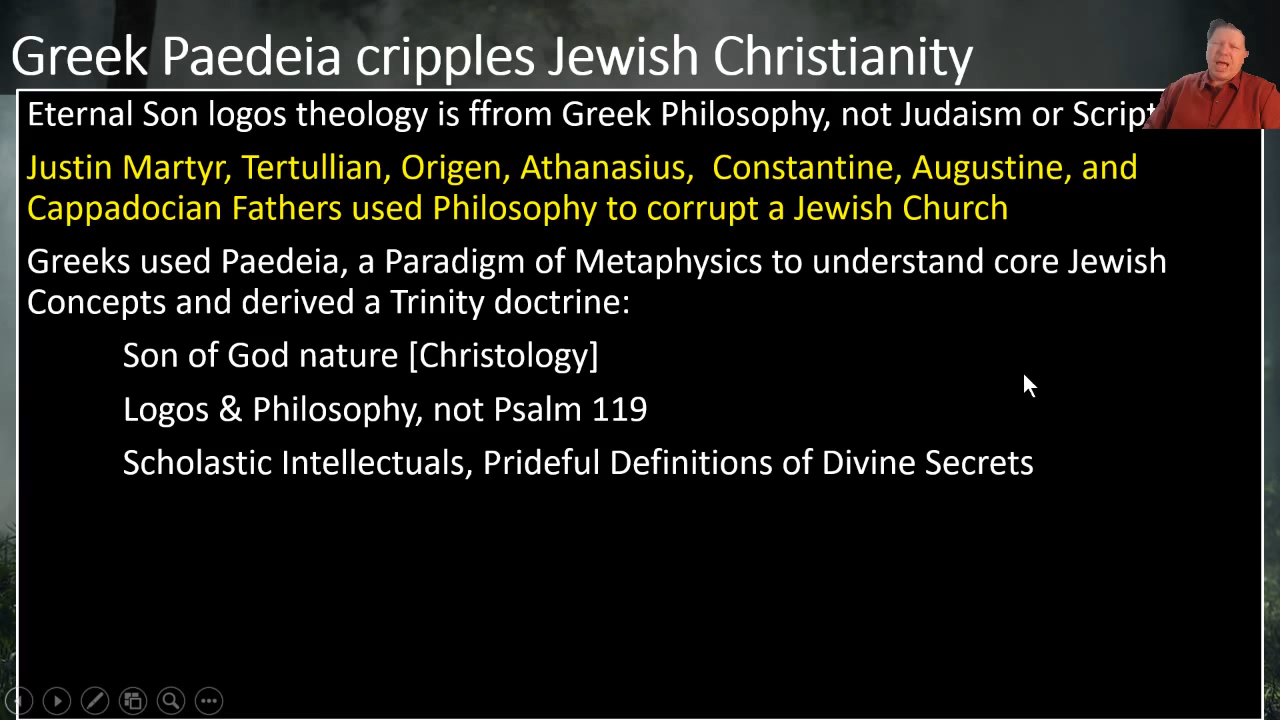 Greek Paedeia cripples Jewish Christianity
Eternal Son logos theology is ffrom Greek Philosophy, not Judaism or
Justin Martyr, Tertullian, Origen, Athanasius,  Constantine, Augustine, and
Cappadocian Fathers used Philosophy to corrupt a Jewish Church
Greeks used Paedeia, a Paradigm of Metaphysics to understand core Jewish
Concepts and derived a Trinity doctrine:
Son of God nature [Christology]
Logos & Philosophy, not Psalm 119
Scholastic Intellectuals, Prideful Definitions of Divine Secrets